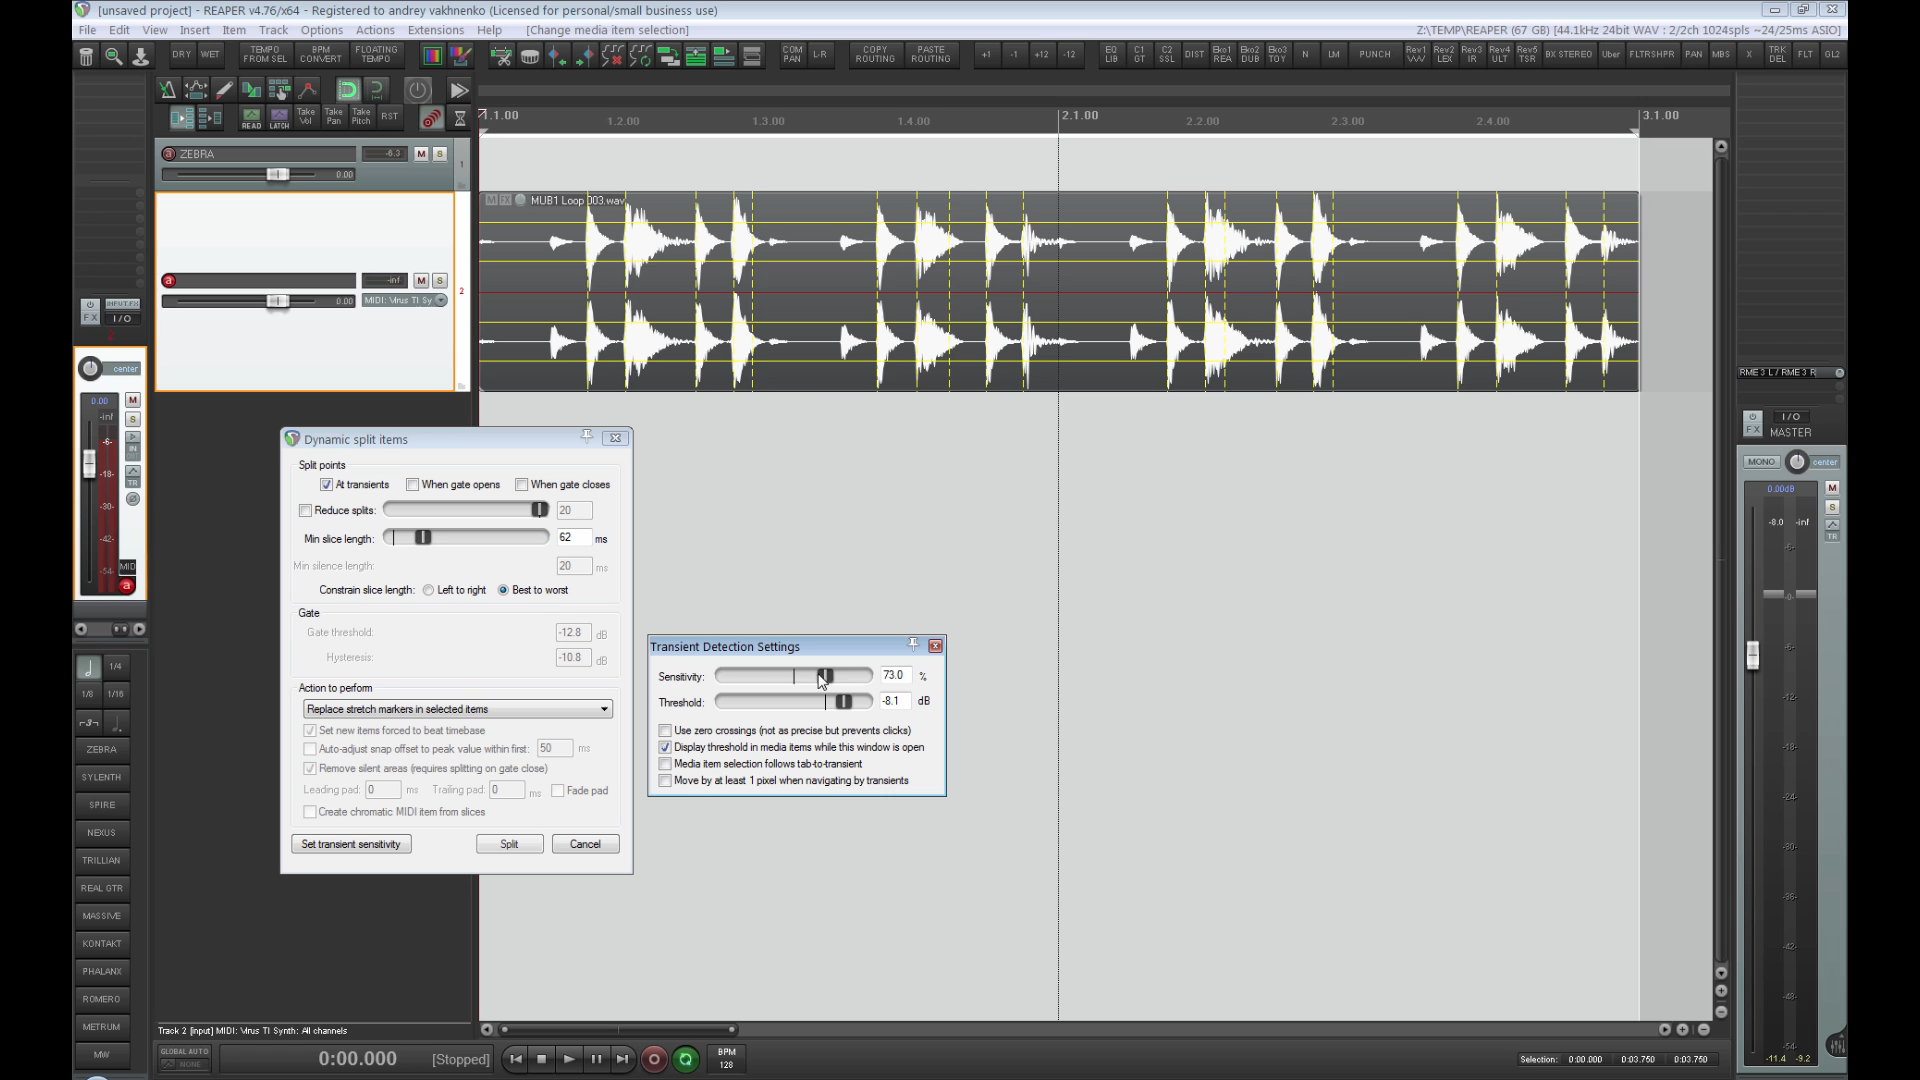 [unsaved project] - REAPER v4.76/x64 - Registered to andrey vakhnenko (Licensed for personal/small business use)
File Edit View Insert Item Track Options Actions Extensions Help [Change media item selection]
Z:\TEMP\REAPER (67 GB) [44.1kHz 24bit WAV : 2/2ch 1024spls ~24/25ms ASIO]
DRY WET TEMPO FROM SEL BPM CONVERT FLOATING TEMPO COM PAN L-R COPY ROUTING PASTE ROUTING +1 -1 +12 -12 EQ LIB C1 GT C2 SSL DIST Eko1 REA Eko2 DUB Eko3 TOY N LM PUNCH Rev1 Rev2 LEX Rev3 IR Rev4 ULT Rev5 TSR BX STEREO Uber FLTRSHPR PAN MBS X TRK DEL FLT GL2
READ LATCH Take Vol Take Pan Take Pitch RST
1.1.00 1.2.00 1.3.00 1.4.00 2.1.00 2.2.00 2.3.00 2.4.00 3.1.00
ZEBRA -6.3 M S 1
0.00
M FX MUB1 Loop 003.wav
-inf M S 2
0.00 MIDI: Virus TI Sy
INPUT FX
FX I/O
center
0.00 M
-inf S
-6-
IN
-18-
TR
-30-
-42-
-54-
MID
1/4
1/8 1/16
-3-
ZEBRA
SYLENTH
SPIRE
NEXUS
TRILLIAN
REAL GTR
MASSIVE
KONTAKT
PHALANX
ROMERO
METRUM
MW
Dynamic split items
Split points
At transients When gate opens When gate closes
Reduce splits: 20
Min slice length: 62 ms
Min silence length: 20 ms
Constrain slice length: Left to right Best to worst
Gate
Gate threshold: -12.8 dB
Hysteresis: -10.8 dB
Action to perform
Replace stretch markers in selected items
Set new items forced to beat timebase
Auto-adjust snap offset to peak value within first: 50 ms
Remove silent areas (requires splitting on gate close)
Leading pad: 0 ms Trailing pad: 0 ms Fade pad
Create chromatic MIDI item from slices
Set transient sensitivity Split Cancel
Transient Detection Settings
Sensitivity: 73.0 %
Threshold: -8.1 dB
Use zero crossings (not as precise but prevents clicks)
Display threshold in media items while this window is open
Media item selection follows tab-to-transient
Move by at least 1 pixel when navigating by transients
RME 3 L / RME 3 R
FX I/O
MASTER
MONO center
0.00dB M
S
-8.0 -inf
TR
-6-
-0-
-6-
-12-
-18-
-24-
-30-
-36-
-42-
-48-
-54-
-11.4 -9.2
Track 2 [input] MIDI: Virus TI Synth: All channels
GLOBAL AUTO
NONE
0:00.000 [Stopped]
BPM
128
Selection: 0:00.000 0:03.750 0:03.750